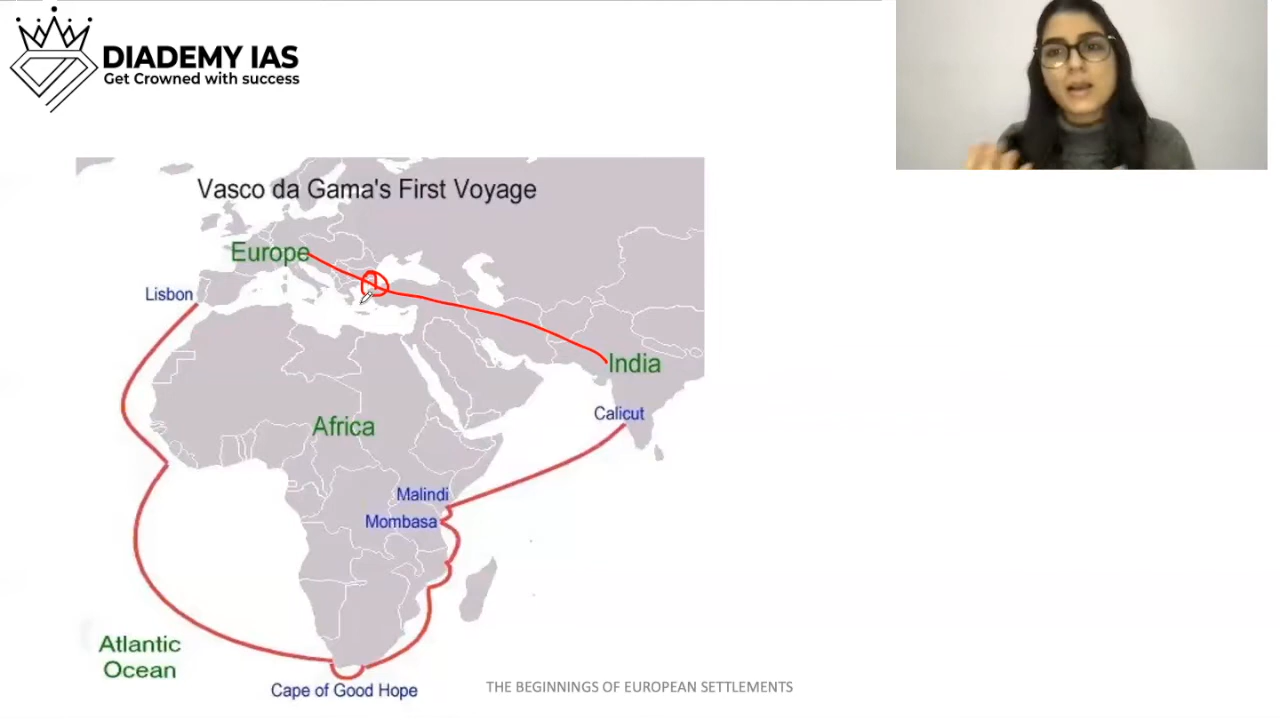 DIADEMY IAS
Get Crowned with success
Vasco da Gama's First Voyage
Europe
Lisbon
India
Calicut
Africa
Malindi
Mombasa
Atlantic
Ocean
Cape of Good Hope
THE BEGINNINGS OF EUROPEAN SETTLEMENTS